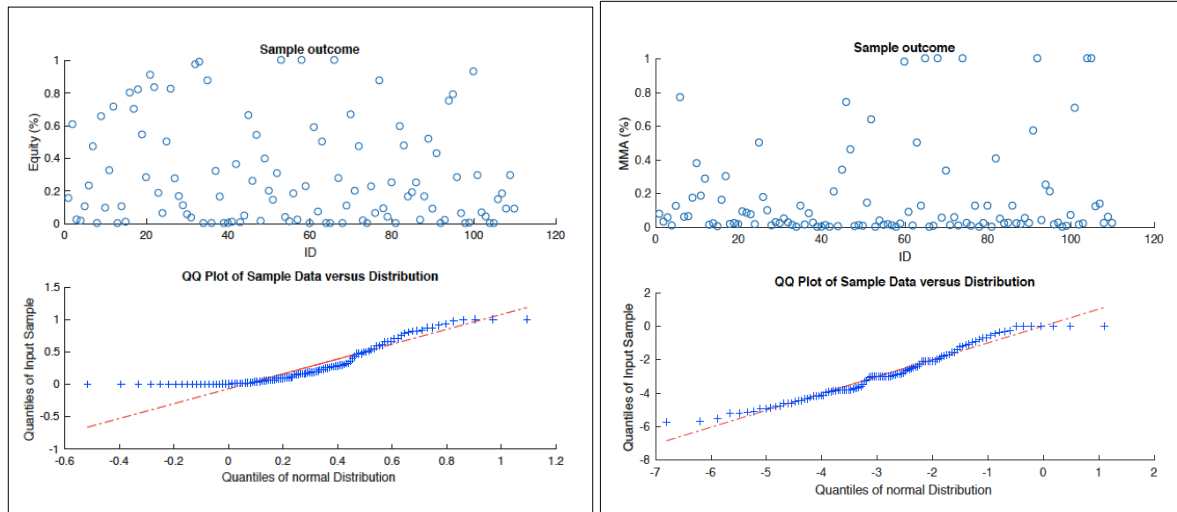 Sample outcome
1
0.8
0.6
0.4
0.2
0
Equity (%)
0 20 40 60 80 100 120
ID
QQ Plot of Sample Data versus Distribution
1.5
1
0.5
0
-0.5
-1
Quantiles of Input Sample
-0.6 -0.4 -0.2 0 0.2 0.4 0.6 0.8 1 1.2
Quantiles of normal Distribution
Sample outcome
1
0.8
0.6
0.4
0.2
0
MMA (%)
0 20 40 60 80 100 120
ID
QQ Plot of Sample Data versus Distribution
2
0
-2
-4
-6
-8
Quantiles of Input Sample
-7 -6 -5 -4 -3 -2 -1 0 1 2
Quantiles of normal Distribution